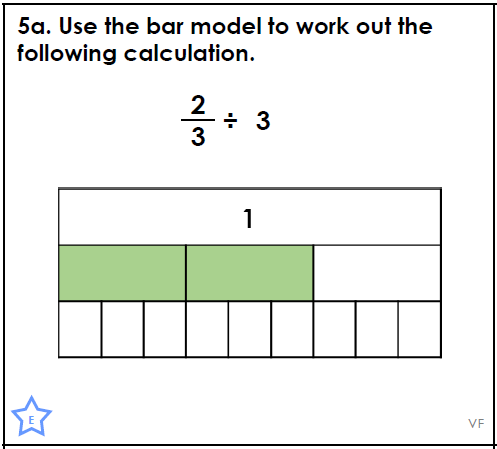 5a. Use the bar model to work out the
following calculation.
2
3
÷ 3
1
E
VF